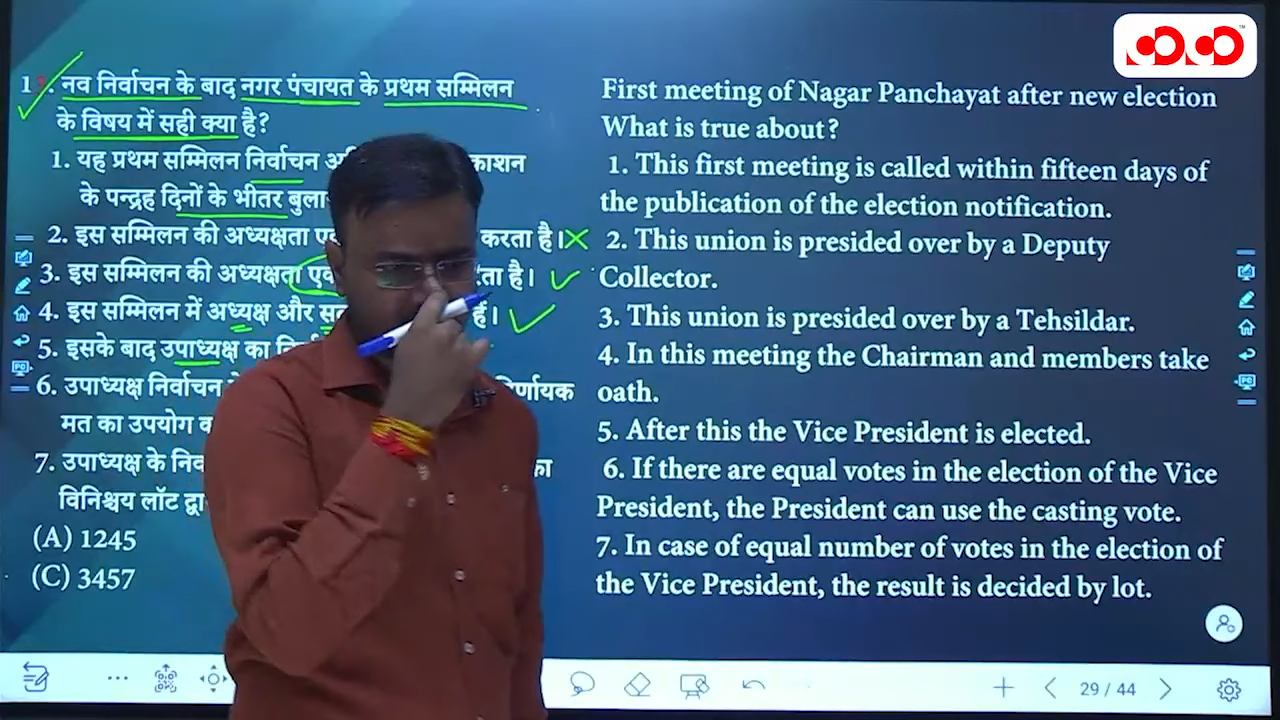 1 . नव निर्वाचन के बाद नगर पंचायत के प्रथम सम्मिलन
के विषय में सही क्या है?
1. यह प्रथम सम्मिलन निर्वाचन
के पन्द्रह दिनों के भीतर
2. इस सम्मिलन की अध्यक्षता करता है।
3. इस सम्मिलन की अध्यक्षता है।
4. इस सम्मिलन में अध्यक्ष और हैं।
5. इसके बाद उपाध्यक्ष का
6. उपाध्यक्ष निर्वाचन
मत का उपयोग
7. उपाध्यक्ष के
विनिश्चय लॉट
(A) 1245
(C) 3457
First meeting of Nagar Panchayat after new election
What is true about?
1. This first meeting is called within fifteen days of
the publication of the election notification.
2. This union is presided over by a Deputy
Collector.
3. This union is presided over by a Tehsildar.
4. In this meeting the Chairman and members take
oath.
5. After this the Vice President is elected.
6. If there are equal votes in the election of the Vice
President, the President can use the casting vote.
7. In case of equal number of votes in the election of
the Vice President, the result is decided by lot.
29 / 44